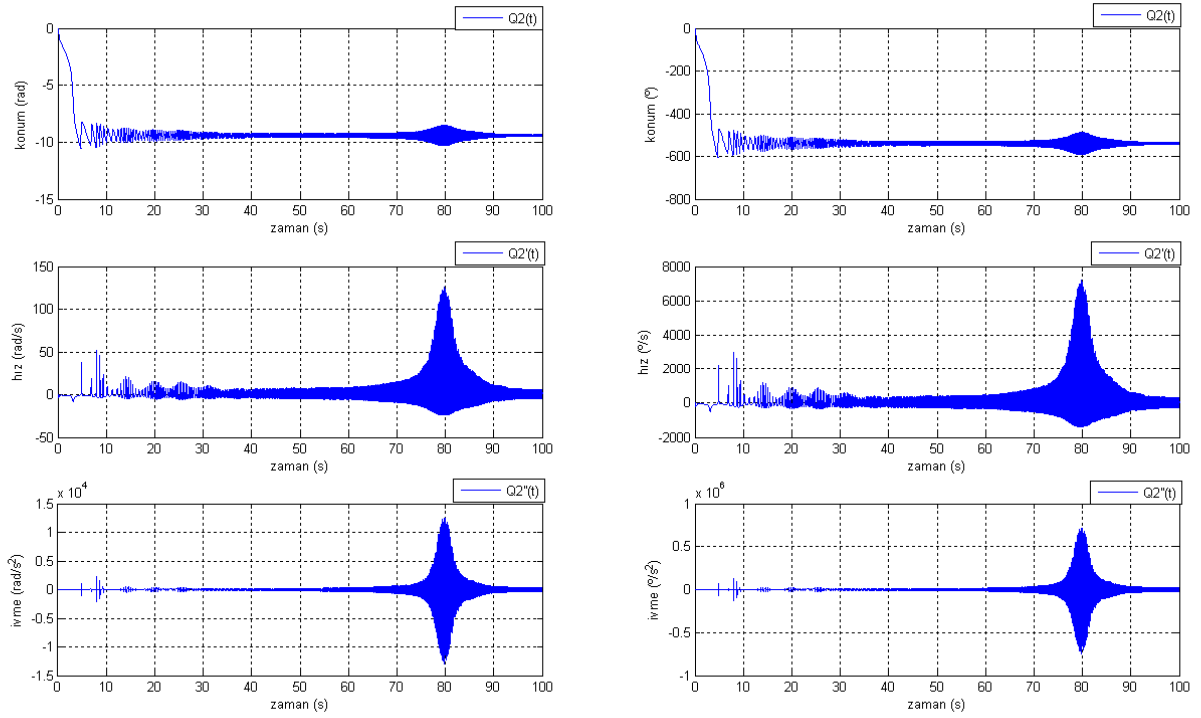 Q2(t)
0
-5
-10
-15
konum (rad)
0 10 20 30 40 50 60 70 80 90 100
zaman (s)
Q2(t)
0
-200
-400
-600
-800
konum (º)
0 10 20 30 40 50 60 70 80 90 100
zaman (s)
Q2'(t)
150
100
50
0
-50
hız (rad/s)
0 10 20 30 40 50 60 70 80 90 100
zaman (s)
Q2'(t)
8000
6000
4000
2000
0
-2000
hız (º/s)
0 10 20 30 40 50 60 70 80 90 100
zaman (s)
x 10⁴
Q2''(t)
1.5
1
0.5
0
-0.5
-1
-1.5
ivme (rad/s²)
0 10 20 30 40 50 60 70 80 90 100
zaman (s)
x 10⁶
Q2''(t)
1
0.5
0
-0.5
-1
ivme (º/s²)
0 10 20 30 40 50 60 70 80 90 100
zaman (s)